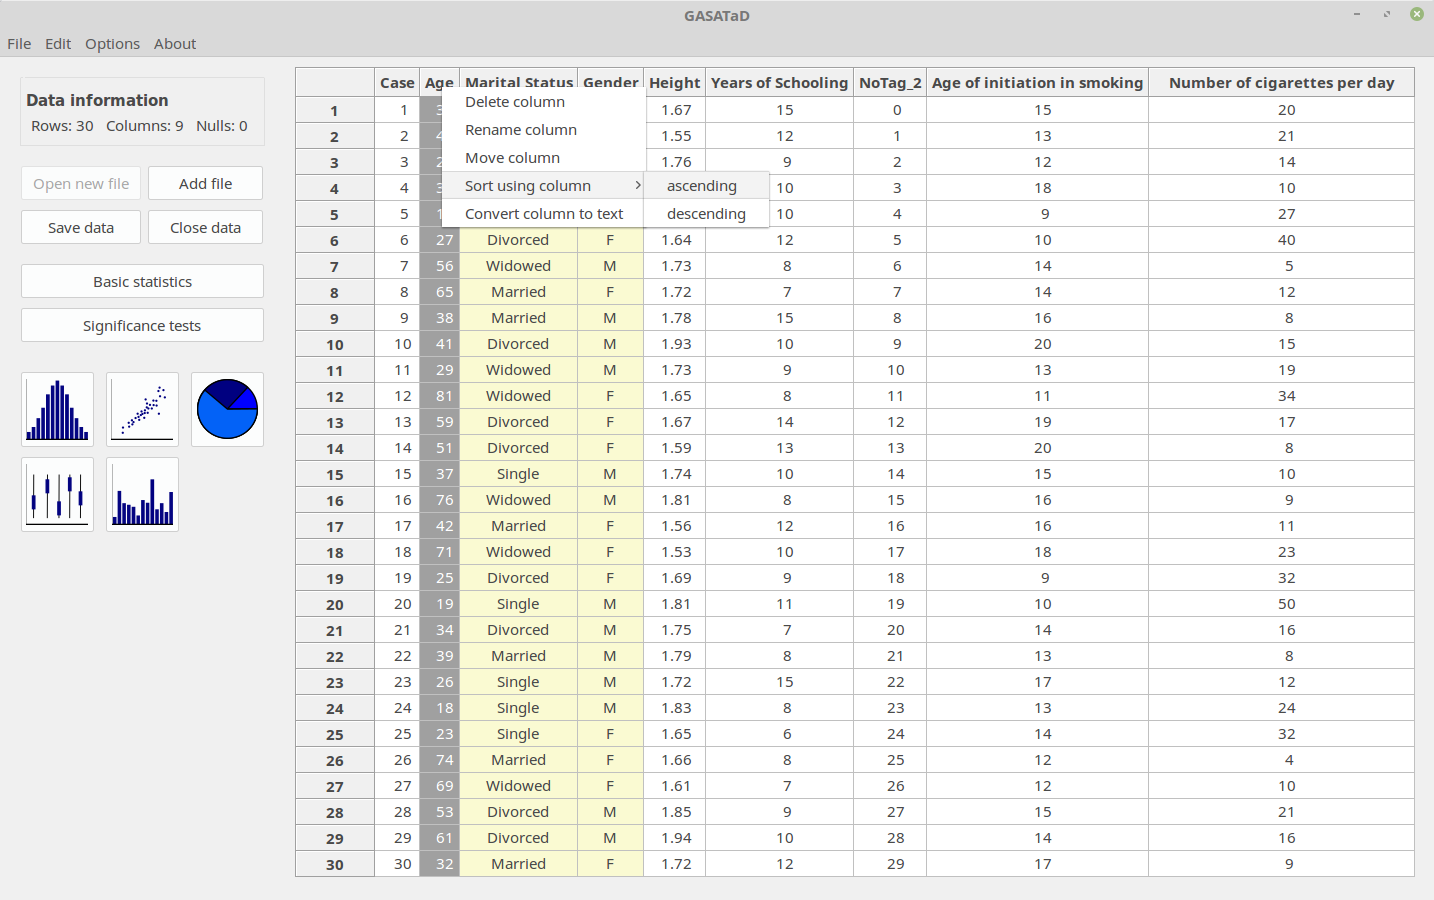 GASATaD
File Edit Options About
Data information
Rows: 30 Columns: 9 Nulls: 0
Open new file Add file
Save data Close data
Basic statistics
Significance tests
Case Age Marital Status Gender Height Years of Schooling NoTag_2 Age of initiation in smoking Number of cigarettes per day
1 1 1.67 15 0 15 20
2 2 1.55 12 1 13 21
3 3 1.76 9 2 12 14
4 4 10 3 18 10
5 5 10 4 9 27
6 6 27 Divorced F 1.64 12 5 10 40
7 7 56 Widowed M 1.73 8 6 14 5
8 8 65 Married F 1.72 7 7 14 12
9 9 38 Married M 1.78 15 8 16 8
10 10 41 Divorced M 1.93 10 9 20 15
11 11 29 Widowed M 1.73 9 10 13 19
12 12 81 Widowed F 1.65 8 11 11 34
13 13 59 Divorced F 1.67 14 12 19 17
14 14 51 Divorced F 1.59 13 13 20 8
15 15 37 Single M 1.74 10 14 15 10
16 16 76 Widowed M 1.81 8 15 16 9
17 17 42 Married F 1.56 12 16 16 11
18 18 71 Widowed F 1.53 10 17 18 23
19 19 25 Divorced F 1.69 9 18 9 32
20 20 19 Single M 1.81 11 19 10 50
21 21 34 Divorced M 1.75 7 20 14 16
22 22 39 Married M 1.79 8 21 13 8
23 23 26 Single M 1.72 15 22 17 12
24 24 18 Single M 1.83 8 23 13 24
25 25 23 Single F 1.65 6 24 14 32
26 26 74 Married F 1.66 8 25 12 4
27 27 69 Widowed F 1.61 7 26 12 10
28 28 53 Divorced M 1.85 9 27 15 21
29 29 61 Divorced M 1.94 10 28 14 16
30 30 32 Married F 1.72 12 29 17 9
Delete column
Rename column
Move column
Sort using column
Convert column to text
ascending
descending